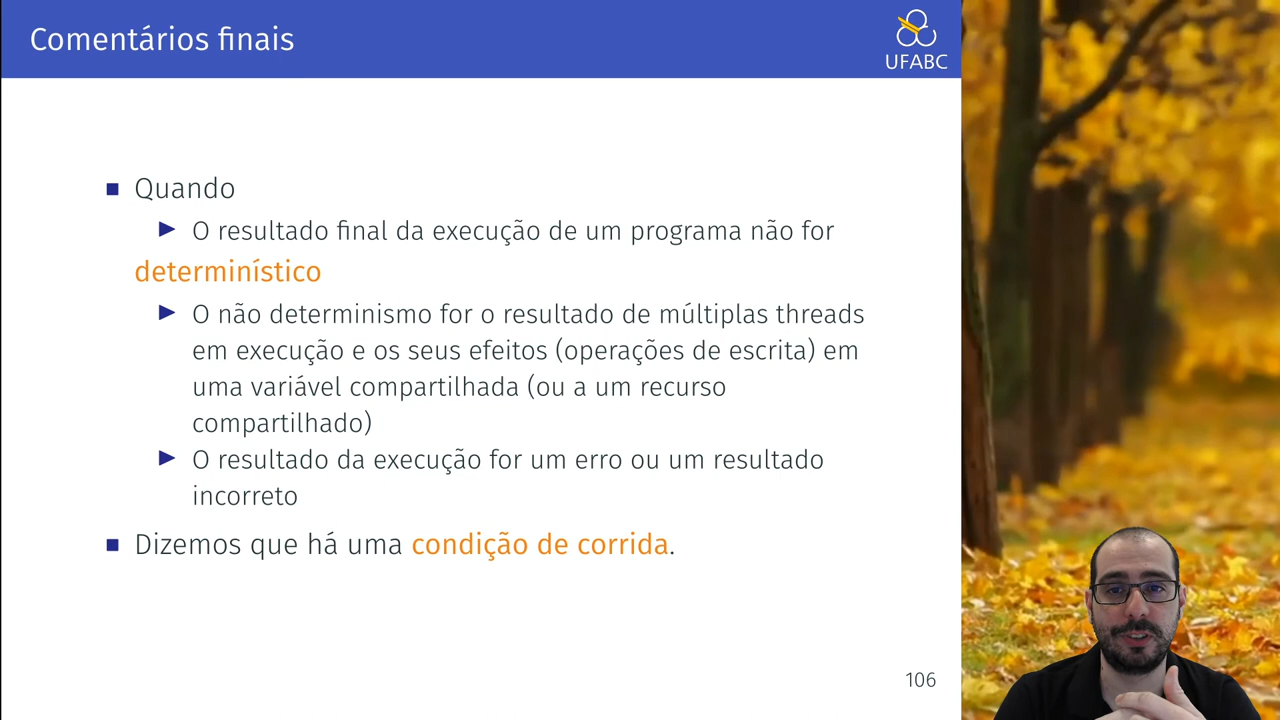 Comentários finais
UFABC
Quando
O resultado final da execução de um programa não for
determinístico
O não determinismo for o resultado de múltiplas threads
em execução e os seus efeitos (operações de escrita) em
uma variável compartilhada (ou a um recurso
compartilhado)
O resultado da execução for um erro ou um resultado
incorreto
Dizemos que há uma condição de corrida.
106